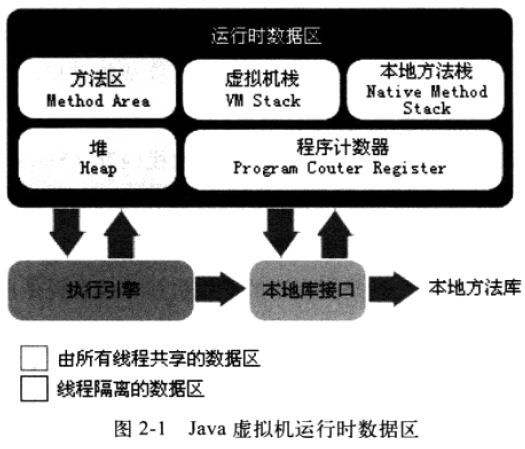 运行时数据区
方法区
Method Area
虚拟机栈
VM Stack
本地方法栈
Native Method
Stack
堆
Heap
程序计数器
Program Couter Register
执行引擎
本地库接口
本地方法库
由所有线程共享的数据区
线程隔离的数据区
图 2-1 Java 虚拟机运行时数据区